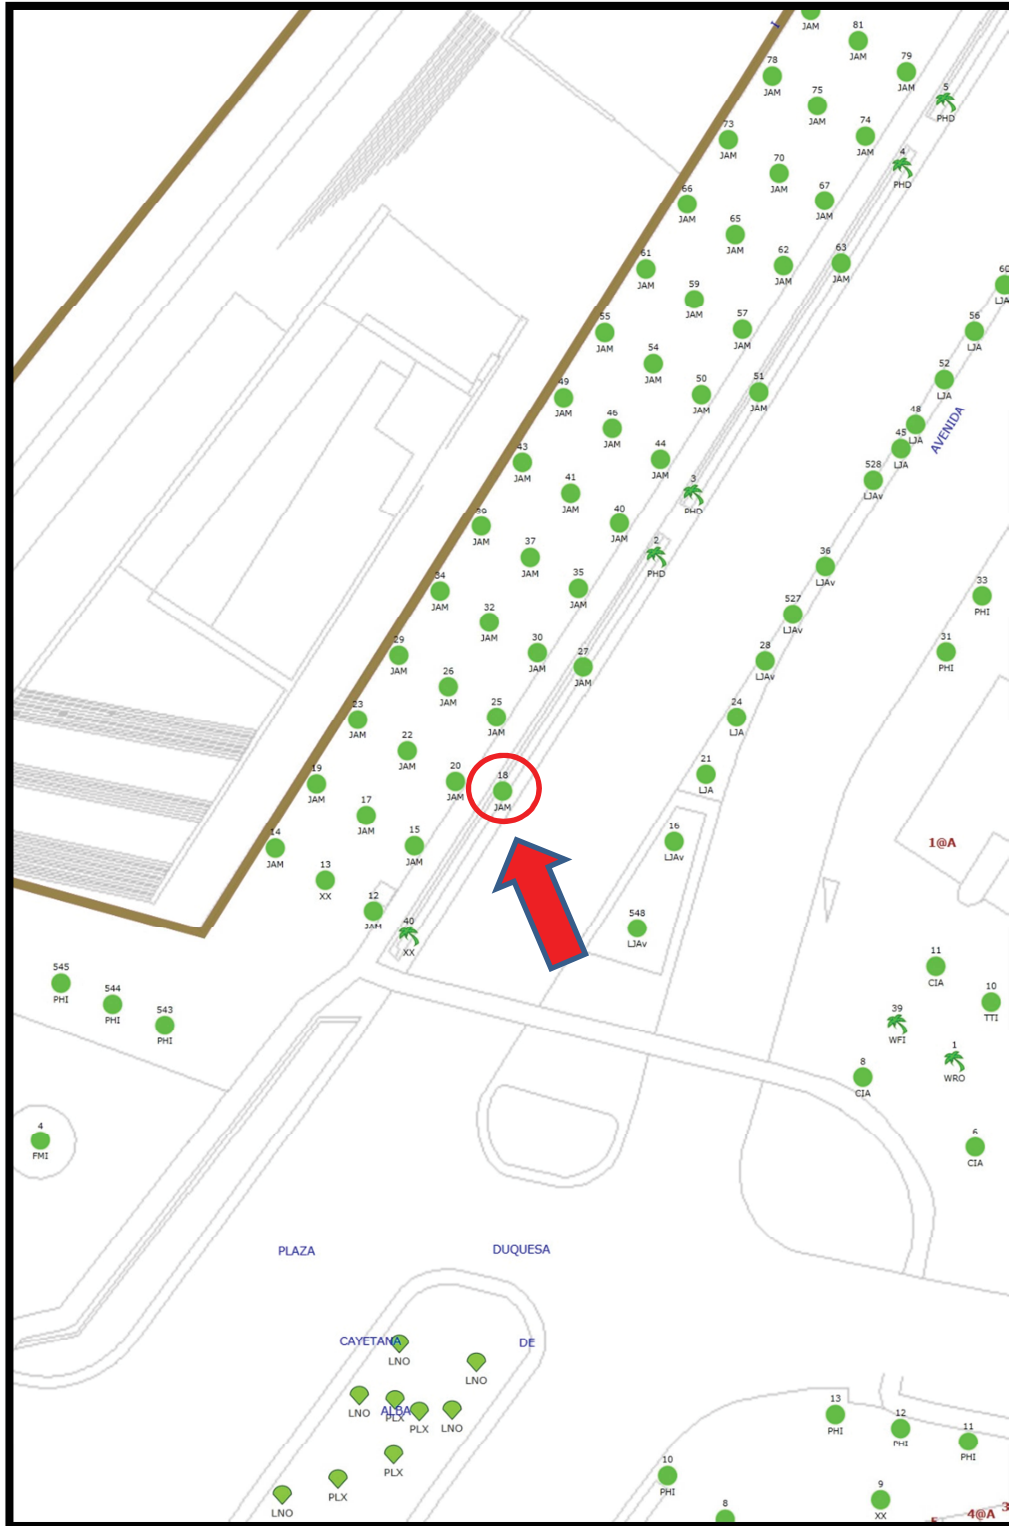 JAM
81
JAM
79
JAM
78
JAM
5
PHD
75
JAM
74
JAM
73
JAM
4
PHD
70
JAM
67
JAM
66
JAM
65
JAM
63
JAM
62
JAM
61
JAM
60
LJA
59
JAM
57
JAM
56
LJA
55
JAM
54
JAM
52
LJA
51
JAM
50
JAM
49
JAM
48
LJA
AVENIDA
46
JAM
45
LJA
44
JAM
43
JAM
528
LJAv
3
PHD
41
JAM
40
JAM
39
JAM
2
PHD
37
JAM
36
LJAv
35
JAM
34
JAM
33
PHI
527
LJAv
32
JAM
31
PHI
30
JAM
29
JAM
28
LJAv
27
JAM
26
JAM
25
JAM
24
LJA
23
JAM
22
JAM
21
LJA
20
JAM
18
JAM
19
JAM
17
JAM
16
LJAv
15
JAM
14
JAM
1@A
13
XX
12
JAM
40
XX
548
LJAv
11
CIA
545
PHI
544
PHI
543
PHI
10
TTI
39
WFI
1
WRO
8
CIA
4
FMI
6
CIA
PLAZA
DUQUESA
CAYETANA
DE
LNO
LNO
LNO
ALBA
PLX
PLX
LNO
PLX
PLX
LNO
13
PHI
12
PHI
11
PHI
10
PHI
9
XX
8
4@A
3